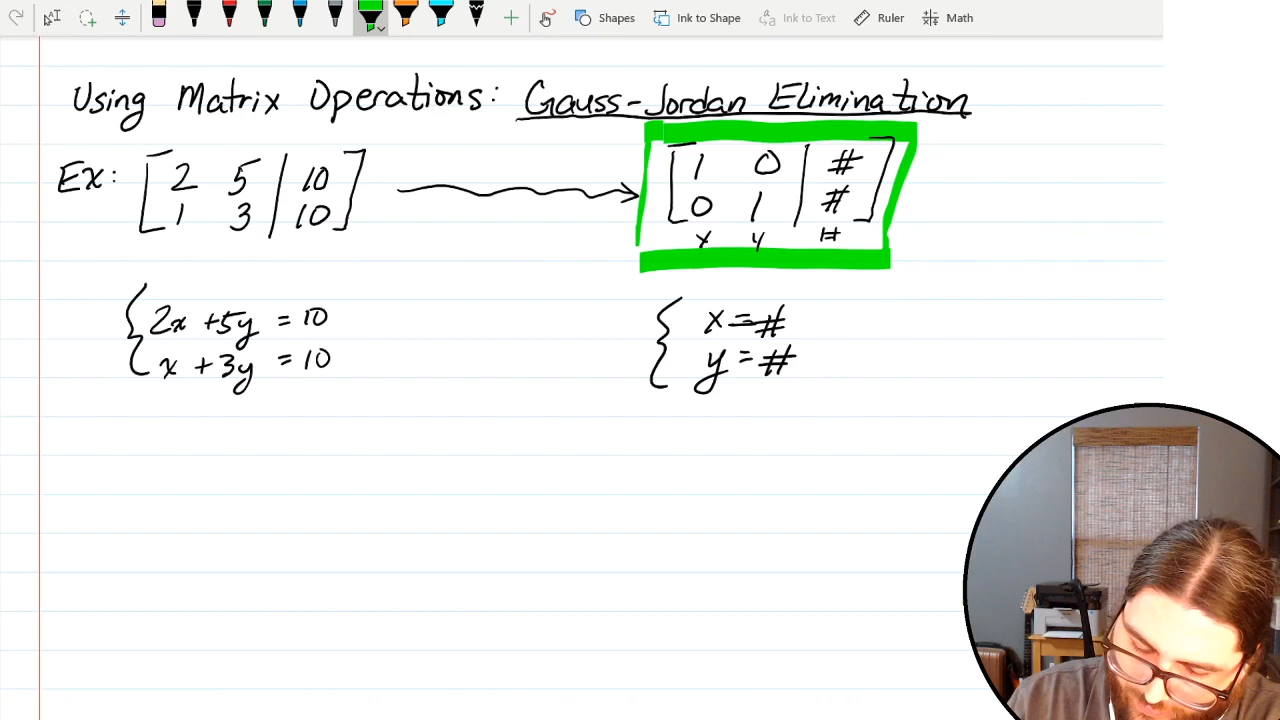 Shapes Ink to Shape Ink to Text Ruler Math
Using Matrix Operations: Gauss-Jordan Elimination
Ex: [ 2 5 | 10 ] [ 1 0 | # ]
[ 1 3 | 10 ] [ 0 1 | # ]
x y #
{ 2x +5y = 10 { x = #
x + 3y = 10 y = #